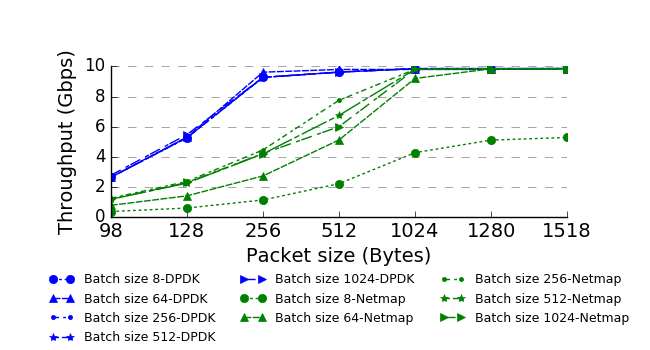 Throughput (Gbps)
10
8
6
4
2
0
98 128 256 512 1024 1280 1518
Packet size (Bytes)
Batch size 8-DPDK Batch size 1024-DPDK Batch size 256-Netmap
Batch size 64-DPDK Batch size 8-Netmap Batch size 512-Netmap
Batch size 256-DPDK Batch size 64-Netmap Batch size 1024-Netmap
Batch size 512-DPDK